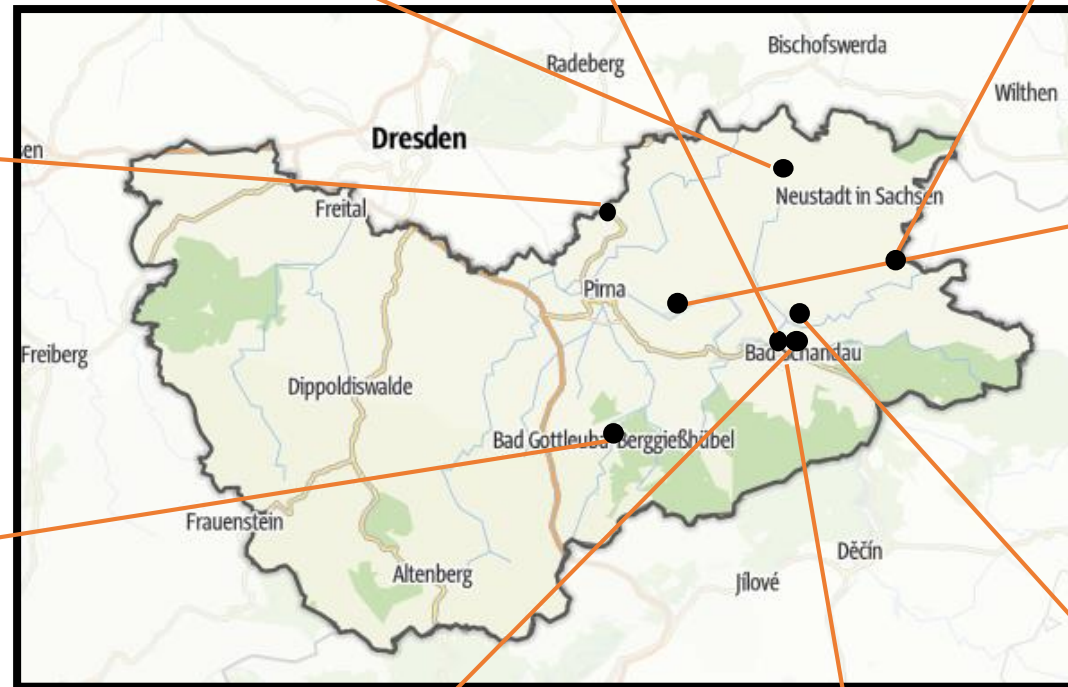 Bischofswerda
Radeberg
Wilthen
Dresden
en
Neustadt in Sachsen
Freital
Pirna
Freiberg
Bad Schandau
Dippoldiswalde
Bad Gottleuba-Berggießhübel
Frauenstein
Děčín
Altenberg
Jílové